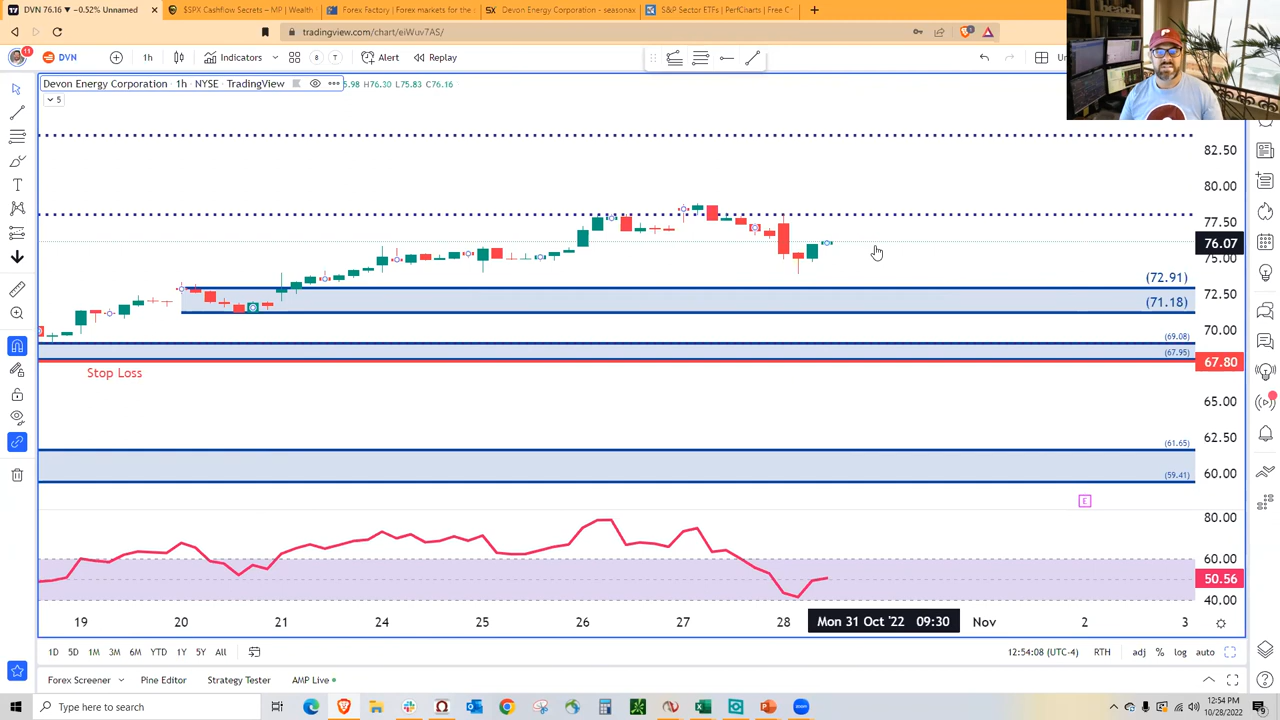 DVN 76.16 ▼ −0.52% Unnamed
$SPX Cashflow Secrets – MP | Wealth
Forex Factory | Forex markets for the
SX Devon Energy Corporation - seasonax
S&P Sector ETFs | PerfCharts | Free C
tradingview.com/chart/eiWuv7AS/
11
DVN
1h
Indicators
8
T
Alert
Replay
Devon Energy Corporation · 1h · NYSE · TradingView
5.98 H76.30 L75.83 C76.16
5
82.50
80.00
77.50
76.07
75.00
(72.91)
72.50
(71.18)
70.00
(69.08)
(67.95)
67.80
Stop Loss
65.00
62.50
(61.65)
60.00
(59.41)
E
80.00
60.00
50.56
40.00
19
20
21
24
25
26
27
28
Mon 31 Oct '22 09:30
Nov
2
3
1D
5D
1M
3M
6M
YTD
1Y
5Y
All
12:54:08 (UTC-4)
RTH
adj
%
log
auto
Forex Screener
Pine Editor
Strategy Tester
AMP Live
Type here to search
12:54 PM
10/28/2022